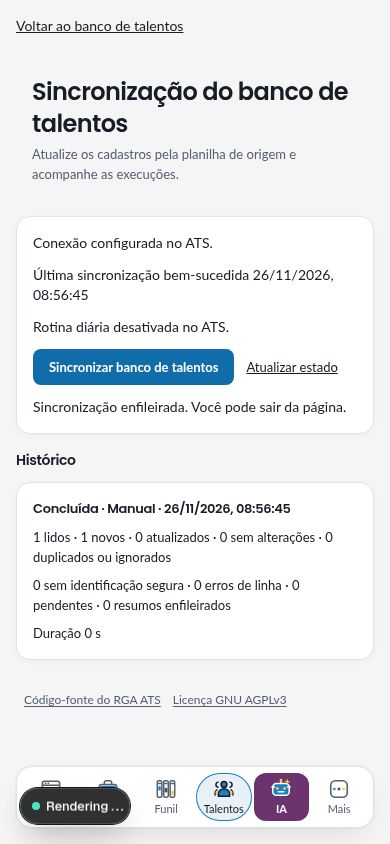 Voltar ao banco de talentos
Sincronização do banco de
talentos
Atualize os cadastros pela planilha de origem e
acompanhe as execuções.
Conexão configurada no ATS.
Última sincronização bem-sucedida 26/11/2026,
08:56:45
Rotina diária desativada no ATS.
Sincronizar banco de talentos
Atualizar estado
Sincronização enfileirada. Você pode sair da página.
Histórico
Concluída · Manual · 26/11/2026, 08:56:45
1 lidos · 1 novos · 0 atualizados · 0 sem alterações · 0
duplicados ou ignorados
0 sem identificação segura · 0 erros de linha · 0
pendentes · 0 resumos enfileirados
Duração 0 s
Código-fonte do RGA ATS
Licença GNU AGPLv3
Rendering ...
Funil
Talentos
IA
Mais